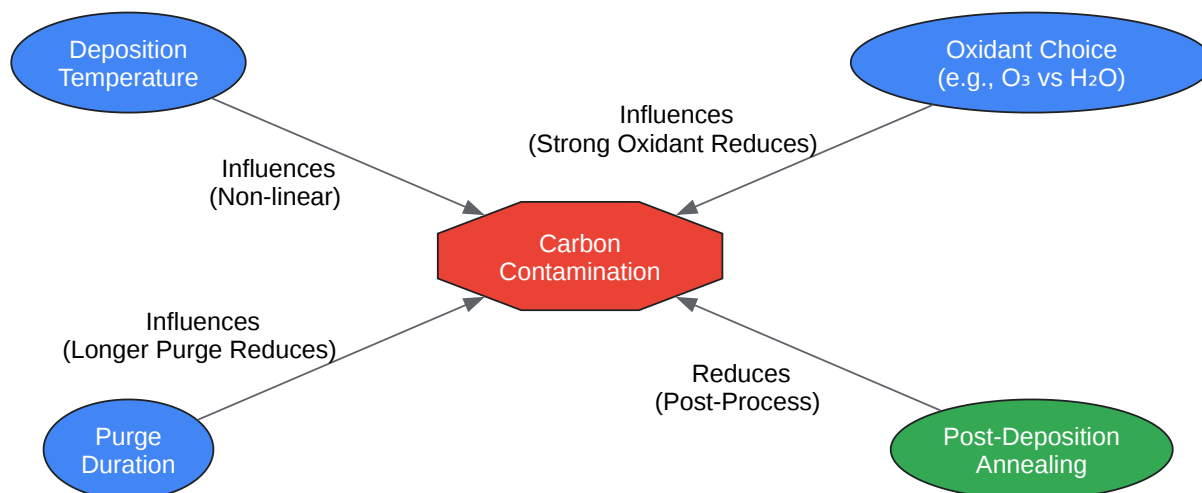 Deposition
Temperature
Oxidant Choice
(e.g., O₃ vs H₂O)
Influences
(Strong Oxidant Reduces)
Influences
(Non-linear)
Carbon
Contamination
Influences
(Longer Purge Reduces)
Reduces
(Post-Process)
Purge
Duration
Post-Deposition
Annealing